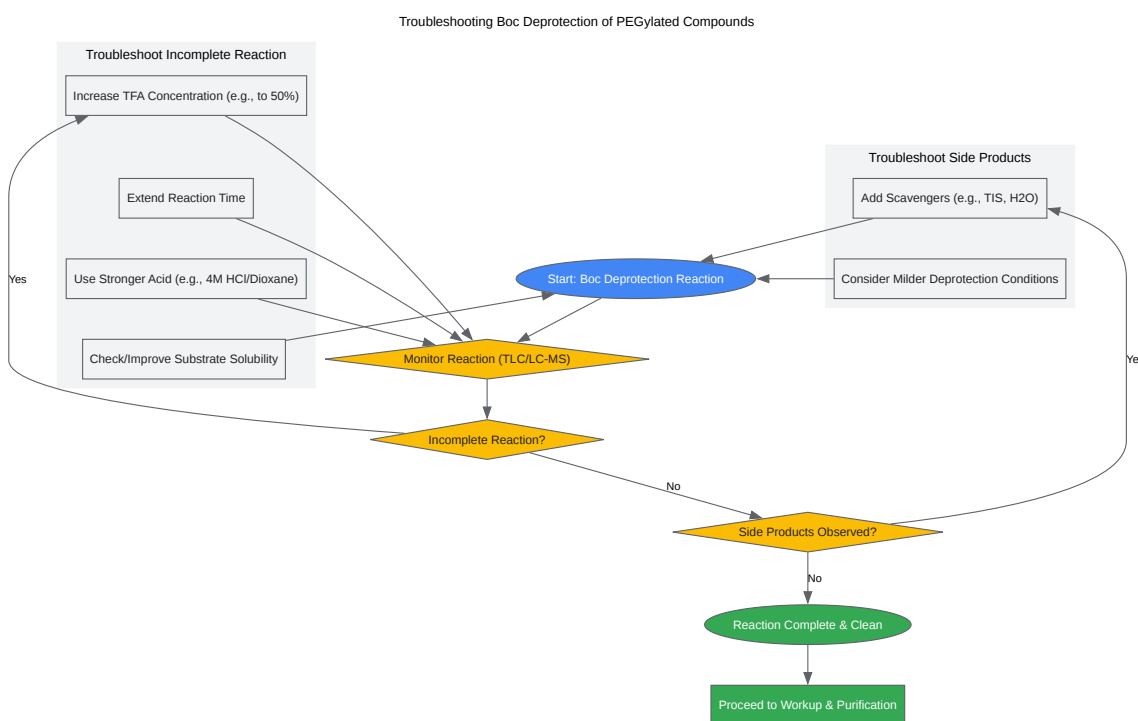 Troubleshooting Boc Deprotection of PEGylated Compounds
Troubleshoot Incomplete Reaction
Increase TFA Concentration (e.g., to 50%)
Extend Reaction Time
Use Stronger Acid (e.g., 4M HCl/Dioxane)
Check/Improve Substrate Solubility
Troubleshoot Side Products
Add Scavengers (e.g., TIS, H2O)
Consider Milder Deprotection Conditions
Start: Boc Deprotection Reaction
Monitor Reaction (TLC/LC-MS)
Incomplete Reaction?
Yes
No
Side Products Observed?
Ye
No
Reaction Complete & Clean
Proceed to Workup & Purification